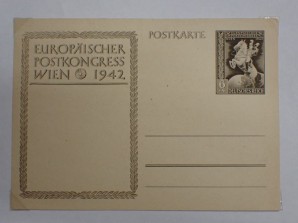 EUROPÄISCHER
POSTKONGRESS
WIEN 1942
POSTKARTE